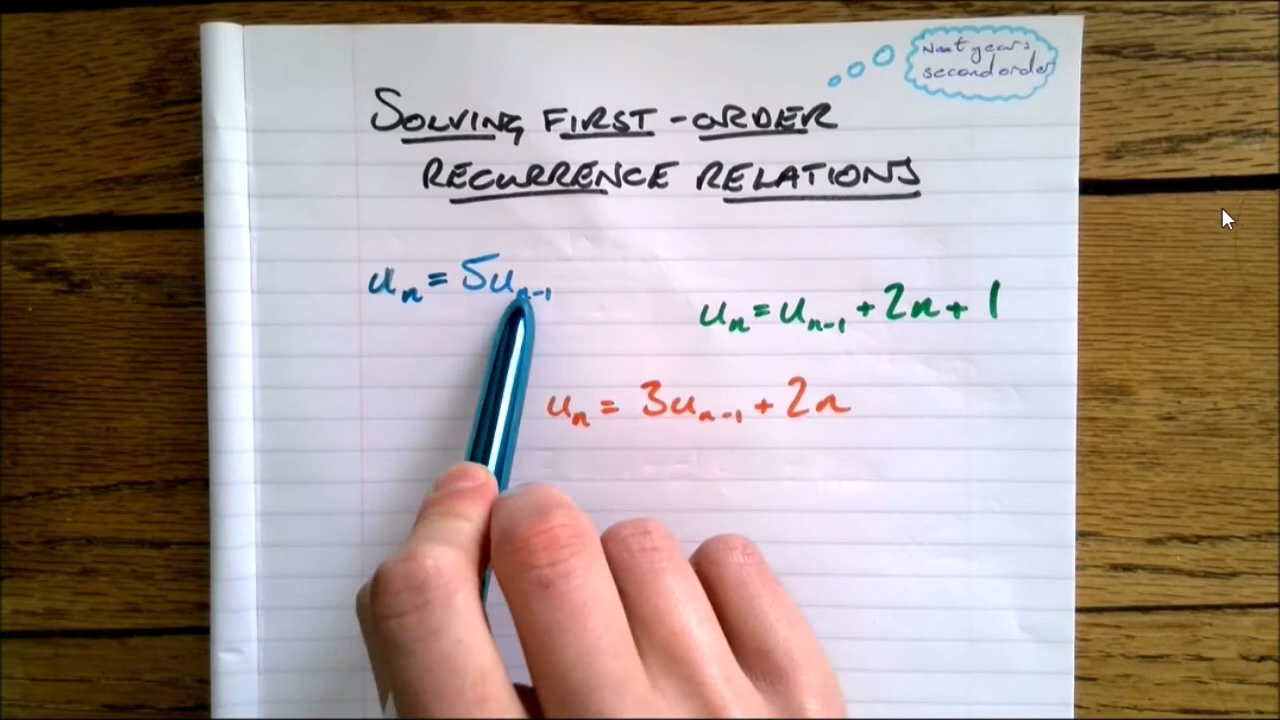 Next year:
second order
SOLVING FIRST-ORDER
RECURRENCE RELATIONS
uₙ = 5uₙ₋₁
uₙ = uₙ₋₁ + 2n + 1
uₙ = 3uₙ₋₁ + 2n